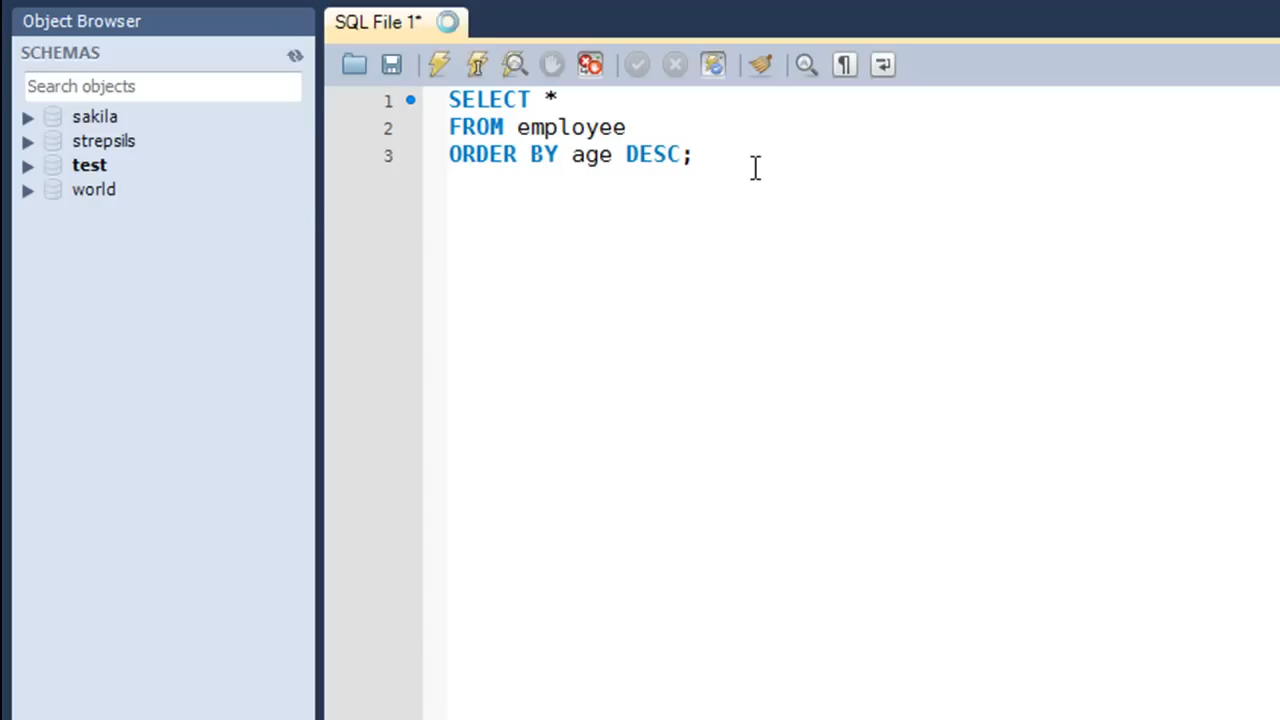 Object Browser
SQL File 1*
SCHEMAS
Search objects
sakila
strepsils
test
world
1 SELECT *
2 FROM employee
3 ORDER BY age DESC;